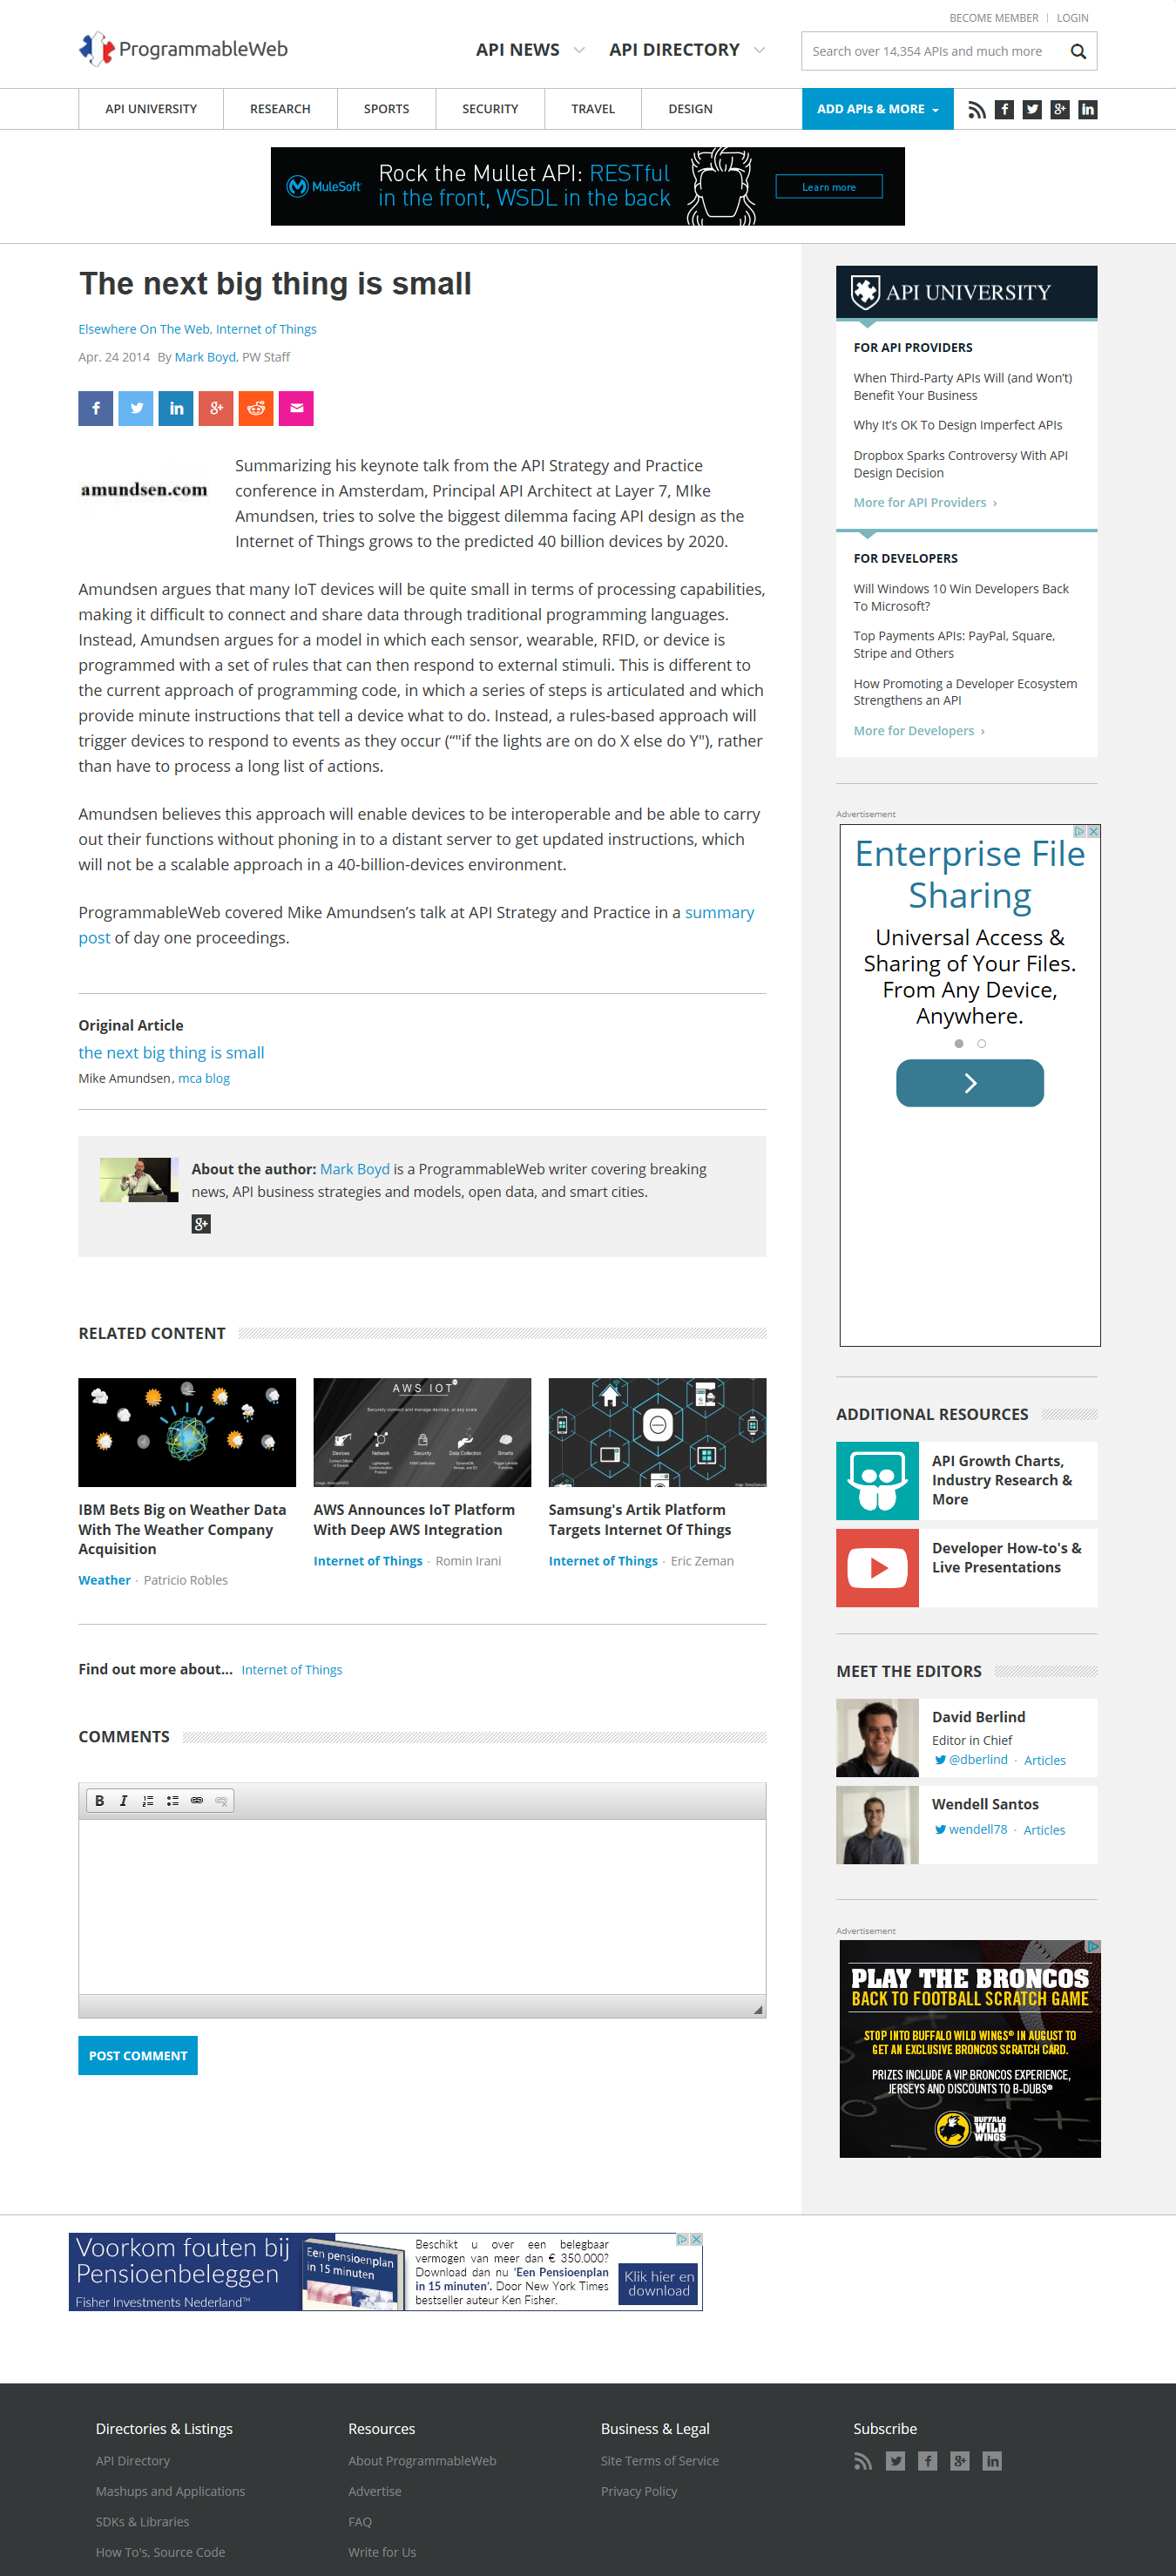 BECOME MEMBER | LOGIN
ProgrammableWeb
API NEWS API DIRECTORY
Search over 14,354 APIs and much more
API UNIVERSITY RESEARCH SPORTS SECURITY TRAVEL DESIGN ADD APIs & MORE
MuleSoft
Rock the Mullet API: RESTful
in the front, WSDL in the back
Learn more
The next big thing is small
Elsewhere On The Web, Internet of Things
Apr. 24 2014 By Mark Boyd, PW Staff
amundsen.com
Summarizing his keynote talk from the API Strategy and Practice
conference in Amsterdam, Principal API Architect at Layer 7, MIke
Amundsen, tries to solve the biggest dilemma facing API design as the
Internet of Things grows to the predicted 40 billion devices by 2020.
Amundsen argues that many IoT devices will be quite small in terms of processing capabilities,
making it difficult to connect and share data through traditional programming languages.
Instead, Amundsen argues for a model in which each sensor, wearable, RFID, or device is
programmed with a set of rules that can then respond to external stimuli. This is different to
the current approach of programming code, in which a series of steps is articulated and which
provide minute instructions that tell a device what to do. Instead, a rules-based approach will
trigger devices to respond to events as they occur (“"if the lights are on do X else do Y"), rather
than have to process a long list of actions.
Amundsen believes this approach will enable devices to be interoperable and be able to carry
out their functions without phoning in to a distant server to get updated instructions, which
will not be a scalable approach in a 40-billion-devices environment.
ProgrammableWeb covered Mike Amundsen’s talk at API Strategy and Practice in a summary
post of day one proceedings.
Original Article
the next big thing is small
Mike Amundsen, mca blog
About the author: Mark Boyd is a ProgrammableWeb writer covering breaking
news, API business strategies and models, open data, and smart cities.
RELATED CONTENT
IBM Bets Big on Weather Data
With The Weather Company
Acquisition
Weather · Patricio Robles
AWS IOT
Securely connect and manage devices, at any scale
Devices Network Security Data Collection Smarts
AWS Announces IoT Platform
With Deep AWS Integration
Internet of Things · Romin Irani
Samsung's Artik Platform
Targets Internet Of Things
Internet of Things · Eric Zeman
Find out more about... Internet of Things
COMMENTS
B I
POST COMMENT
API UNIVERSITY
FOR API PROVIDERS
When Third-Party APIs Will (and Won’t)
Benefit Your Business
Why It’s OK To Design Imperfect APIs
Dropbox Sparks Controversy With API
Design Decision
More for API Providers ›
FOR DEVELOPERS
Will Windows 10 Win Developers Back
To Microsoft?
Top Payments APIs: PayPal, Square,
Stripe and Others
How Promoting a Developer Ecosystem
Strengthens an API
More for Developers ›
Advertisement
Enterprise File
Sharing
Universal Access &
Sharing of Your Files.
From Any Device,
Anywhere.
ADDITIONAL RESOURCES
API Growth Charts,
Industry Research &
More
Developer How-to's &
Live Presentations
MEET THE EDITORS
David Berlind
Editor in Chief
@dberlind · Articles
Wendell Santos
wendell78 · Articles
Advertisement
PLAY THE BRONCOS
BACK TO FOOTBALL SCRATCH GAME
STOP INTO BUFFALO WILD WINGS® IN AUGUST TO
GET AN EXCLUSIVE BRONCOS SCRATCH CARD.
PRIZES INCLUDE A VIP BRONCOS EXPERIENCE,
JERSEYS AND DISCOUNTS TO B-DUBS®
BUFFALO
WILD
WINGS
Voorkom fouten bij
Pensioenbeleggen
Fisher Investments Nederland™
Een pensioenplan
in 15 minuten
Beschikt u over een belegbaar
vermogen van meer dan € 350.000?
Download dan nu ‘Een Pensioenplan
in 15 minuten’. Door New York Times
bestseller auteur Ken Fisher.
Klik hier en
download
Directories & Listings
API Directory
Mashups and Applications
SDKs & Libraries
How To's, Source Code
Resources
About ProgrammableWeb
Advertise
FAQ
Write for Us
Business & Legal
Site Terms of Service
Privacy Policy
Subscribe